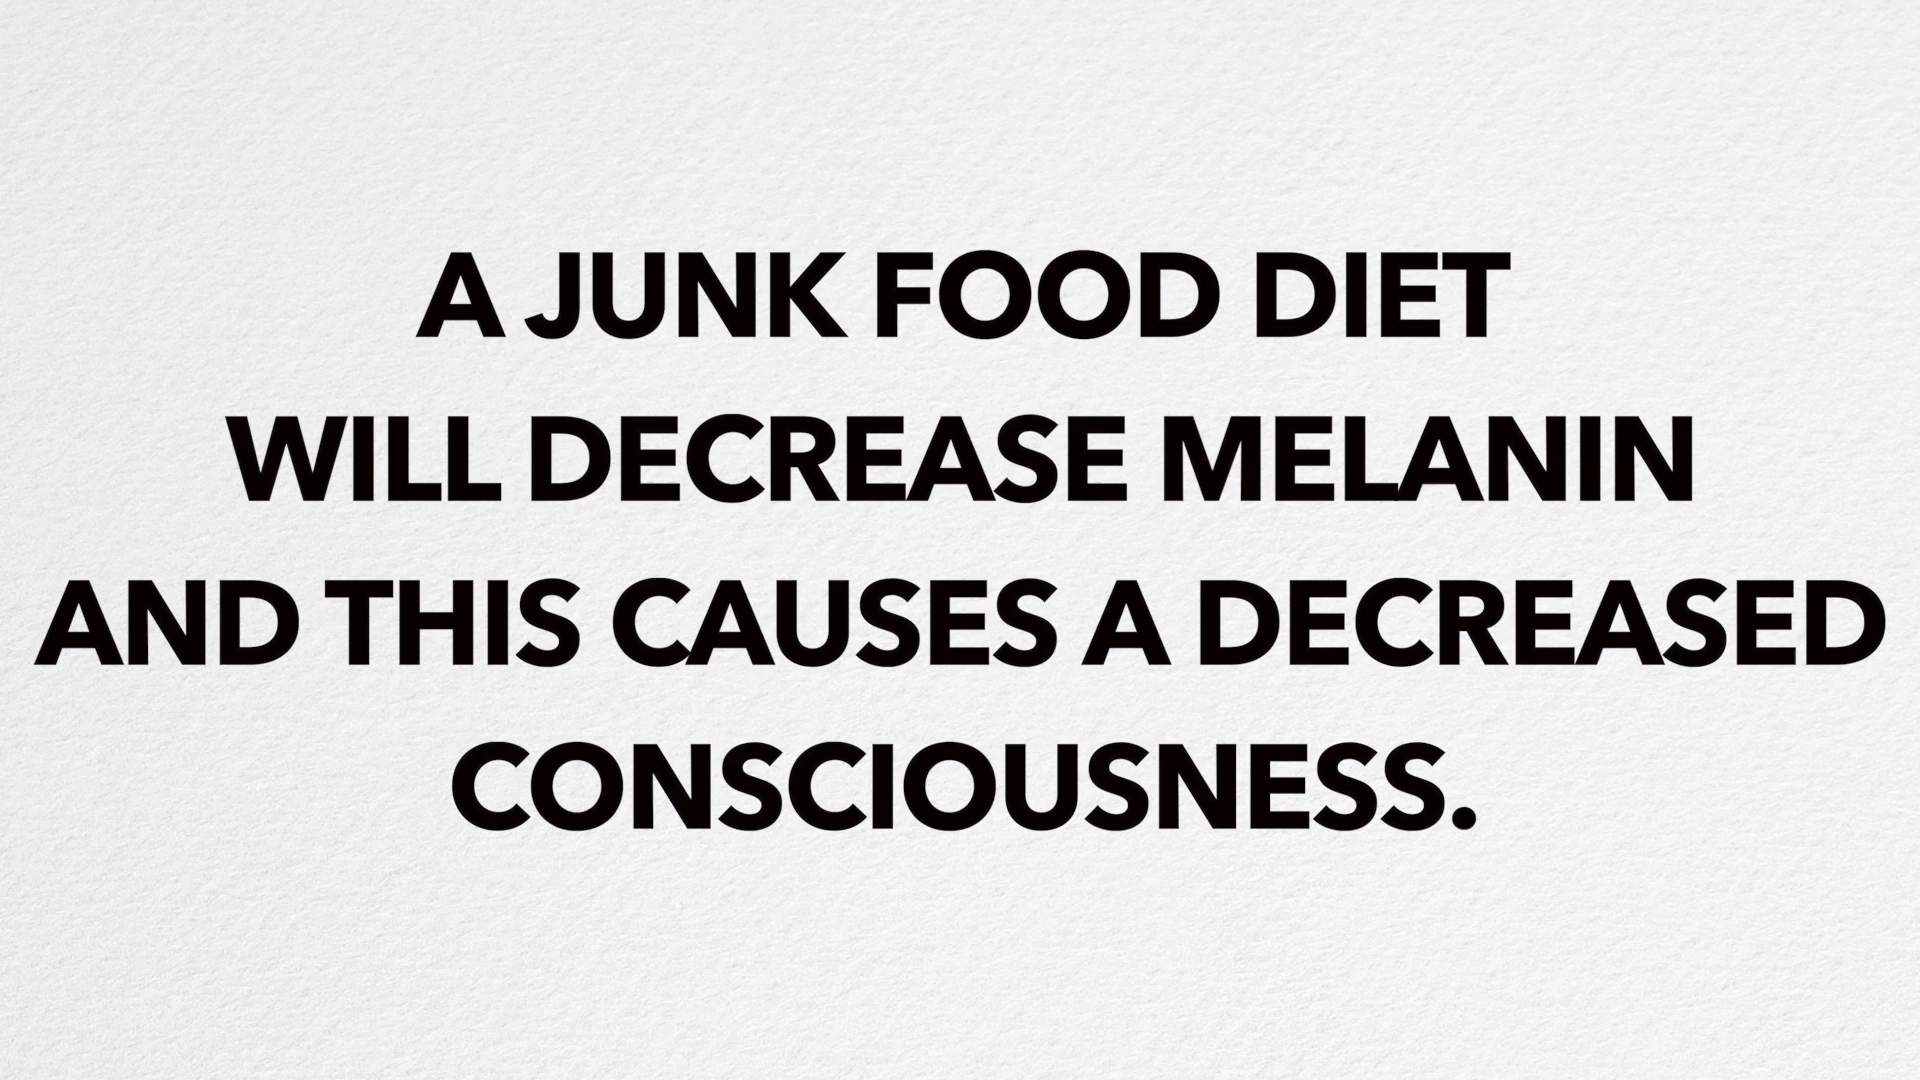 A JUNK FOOD DIET
WILL DECREASE MELANIN
AND THIS CAUSES A DECREASED
CONSCIOUSNESS.